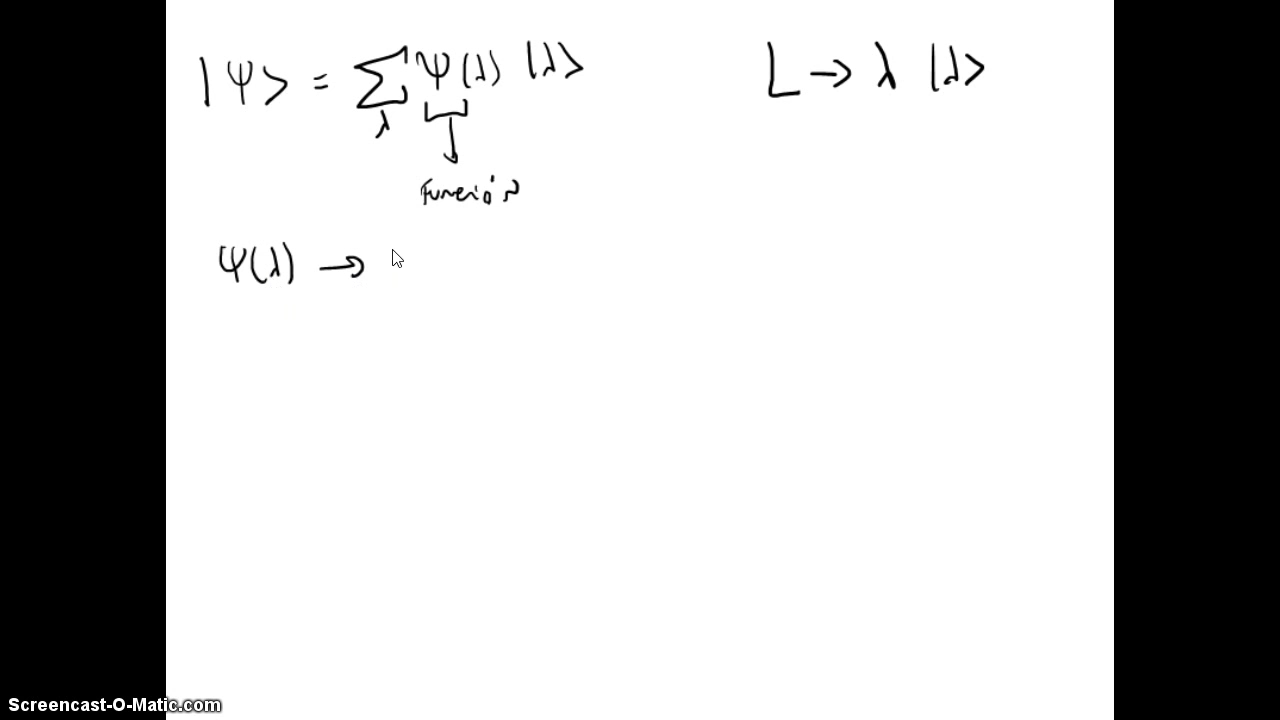 |Ψ> = Σ Ψ(λ) |λ>
λ
L → λ |λ>
Función
Ψ(λ) →
Screencast-O-Matic.com